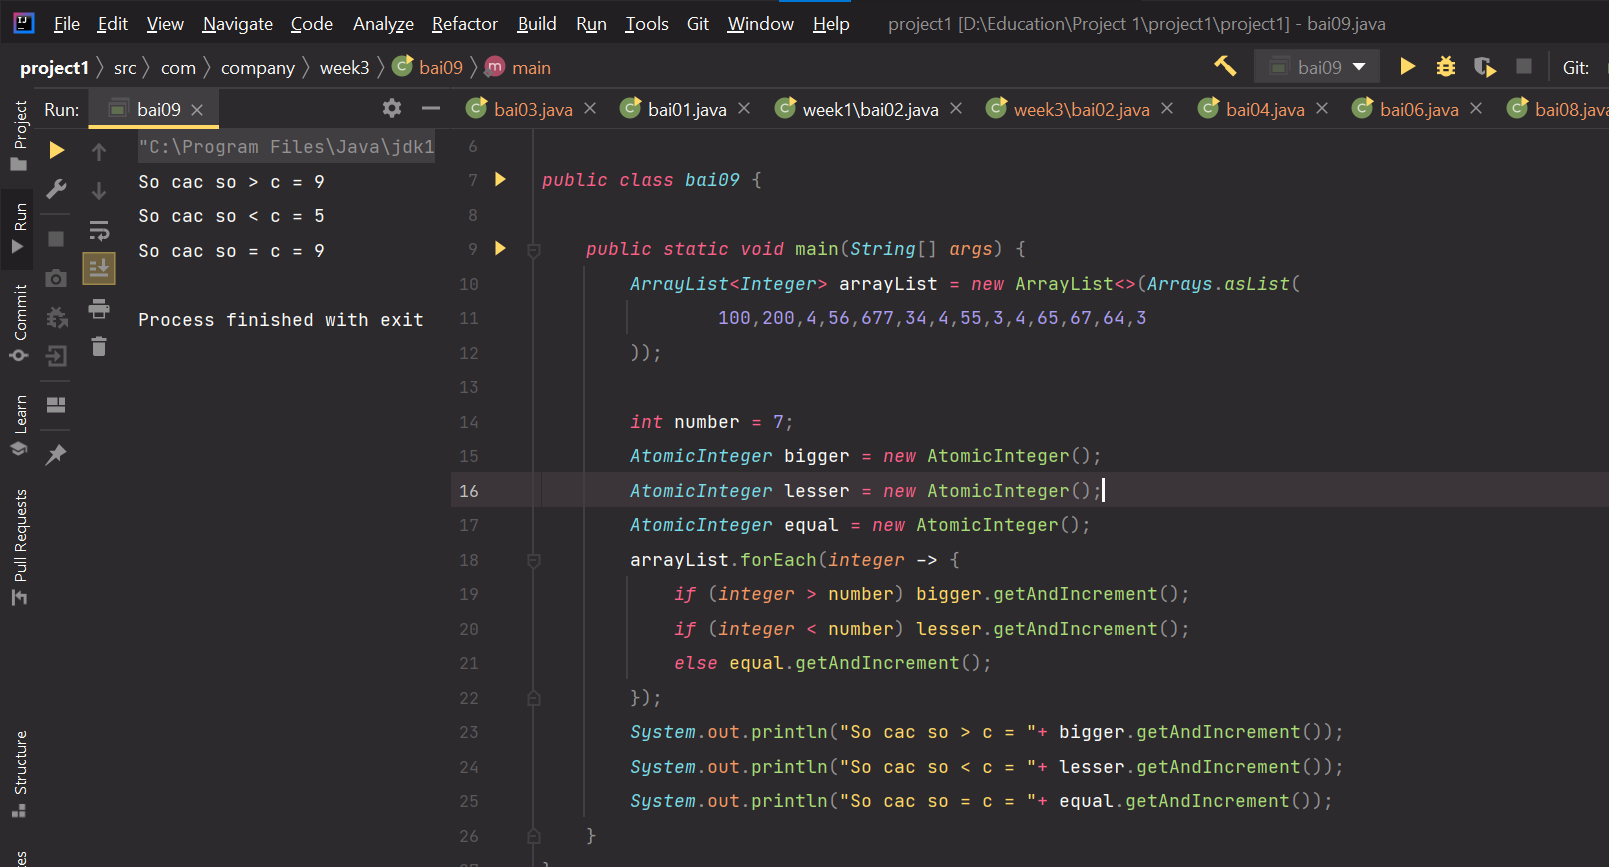 File Edit View Navigate Code Analyze Refactor Build Run Tools Git Window Help project1 [D:\Education\Project 1\project1\project1] - bai09.java
project1 src com company week3 bai09 main bai09 Git:
Run: bai09
bai03.java bai01.java week1\bai02.java week3\bai02.java bai04.java bai06.java bai08.java
Project
Run
Commit
Learn
Pull Requests
Structure
"C:\Program Files\Java\jdk1
So cac so > c = 9
So cac so < c = 5
So cac so = c = 9
Process finished with exit
6
7 public class bai09 {
8
9 public static void main(String[] args) {
10 ArrayList<Integer> arrayList = new ArrayList<>(Arrays.asList(
11 100,200,4,56,677,34,4,55,3,4,65,67,64,3
12 ));
13
14 int number = 7;
15 AtomicInteger bigger = new AtomicInteger();
16 AtomicInteger lesser = new AtomicInteger();
17 AtomicInteger equal = new AtomicInteger();
18 arrayList.forEach(integer -> {
19 if (integer > number) bigger.getAndIncrement();
20 if (integer < number) lesser.getAndIncrement();
21 else equal.getAndIncrement();
22 });
23 System.out.println("So cac so > c = "+ bigger.getAndIncrement());
24 System.out.println("So cac so < c = "+ lesser.getAndIncrement());
25 System.out.println("So cac so = c = "+ equal.getAndIncrement());
26 }